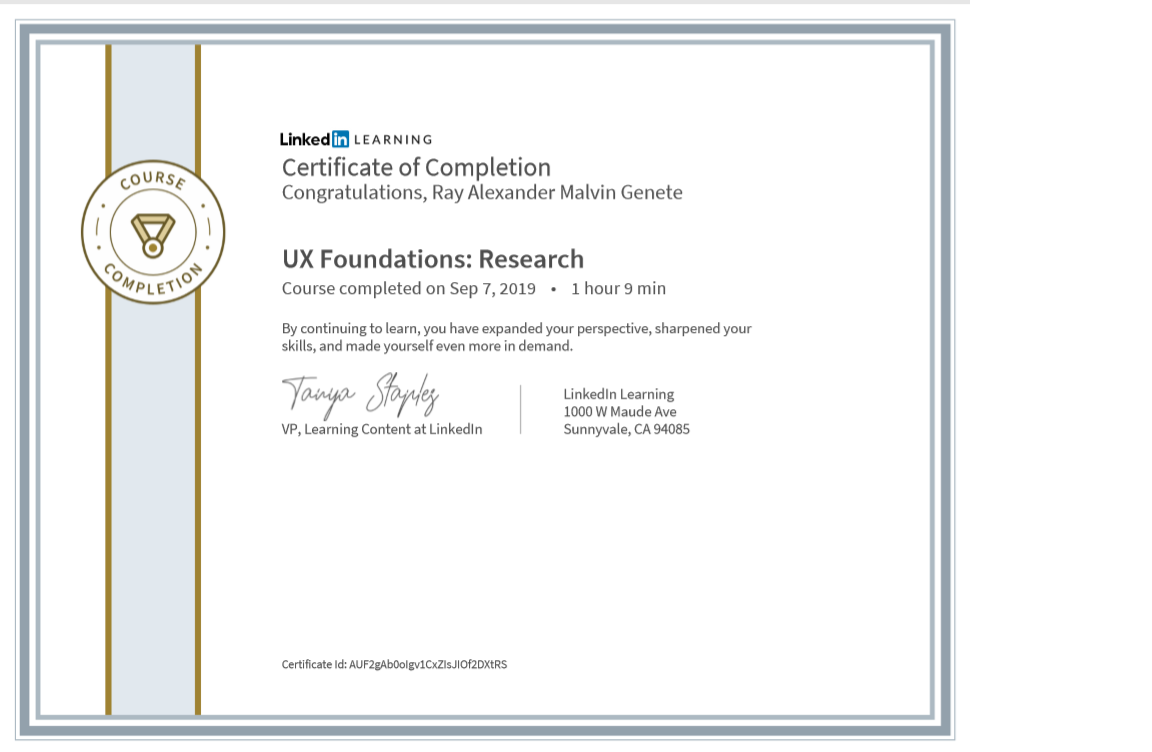 COURSE
COMPLETION
Linked in LEARNING
Certificate of Completion
Congratulations, Ray Alexander Malvin Genete
UX Foundations: Research
Course completed on Sep 7, 2019 • 1 hour 9 min
By continuing to learn, you have expanded your perspective, sharpened your
skills, and made yourself even more in demand.
Tanya Staples
VP, Learning Content at LinkedIn
LinkedIn Learning
1000 W Maude Ave
Sunnyvale, CA 94085
Certificate Id: AUF2gAb0oIgv1CxZIsJIOf2DXtRS